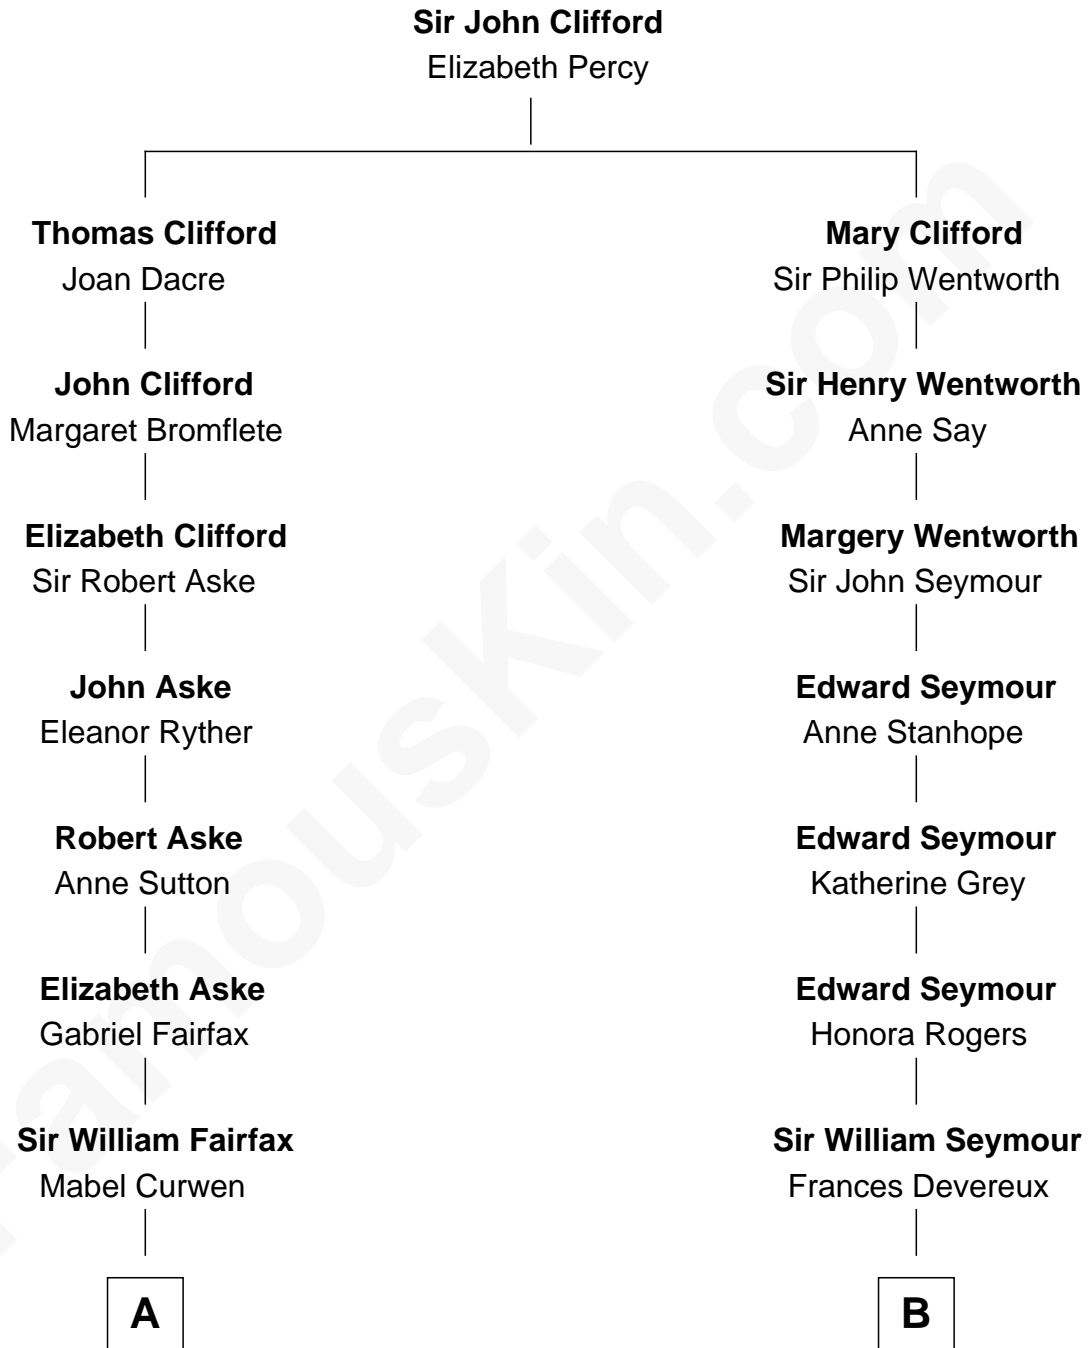 Sir John Clifford
Elizabeth Percy
Thomas Clifford
Joan Dacre
John Clifford
Margaret Bromflete
Elizabeth Clifford
Sir Robert Aske
John Aske
Eleanor Ryther
Robert Aske
Anne Sutton
Elizabeth Aske
Gabriel Fairfax
Sir William Fairfax
Mabel Curwen
A
Mary Clifford
Sir Philip Wentworth
Sir Henry Wentworth
Anne Say
Margery Wentworth
Sir John Seymour
Edward Seymour
Anne Stanhope
Edward Seymour
Katherine Grey
Edward Seymour
Honora Rogers
Sir William Seymour
Frances Devereux
B
FamousKin.com